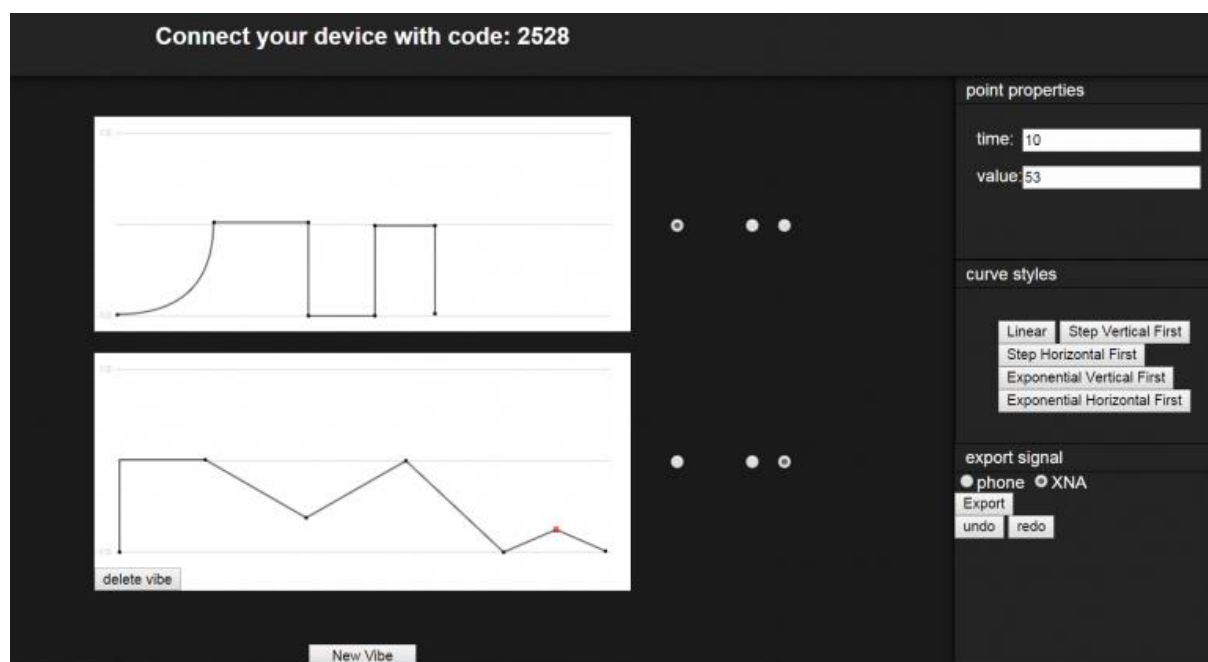 Connect your device with code: 2528
point properties
time: 10
value: 53
curve styles
Linear Step Vertical First
Step Horizontal First
Exponential Vertical First
Exponential Horizontal First
export signal
phone XNA
Export
undo redo
delete vibe
New Vibe